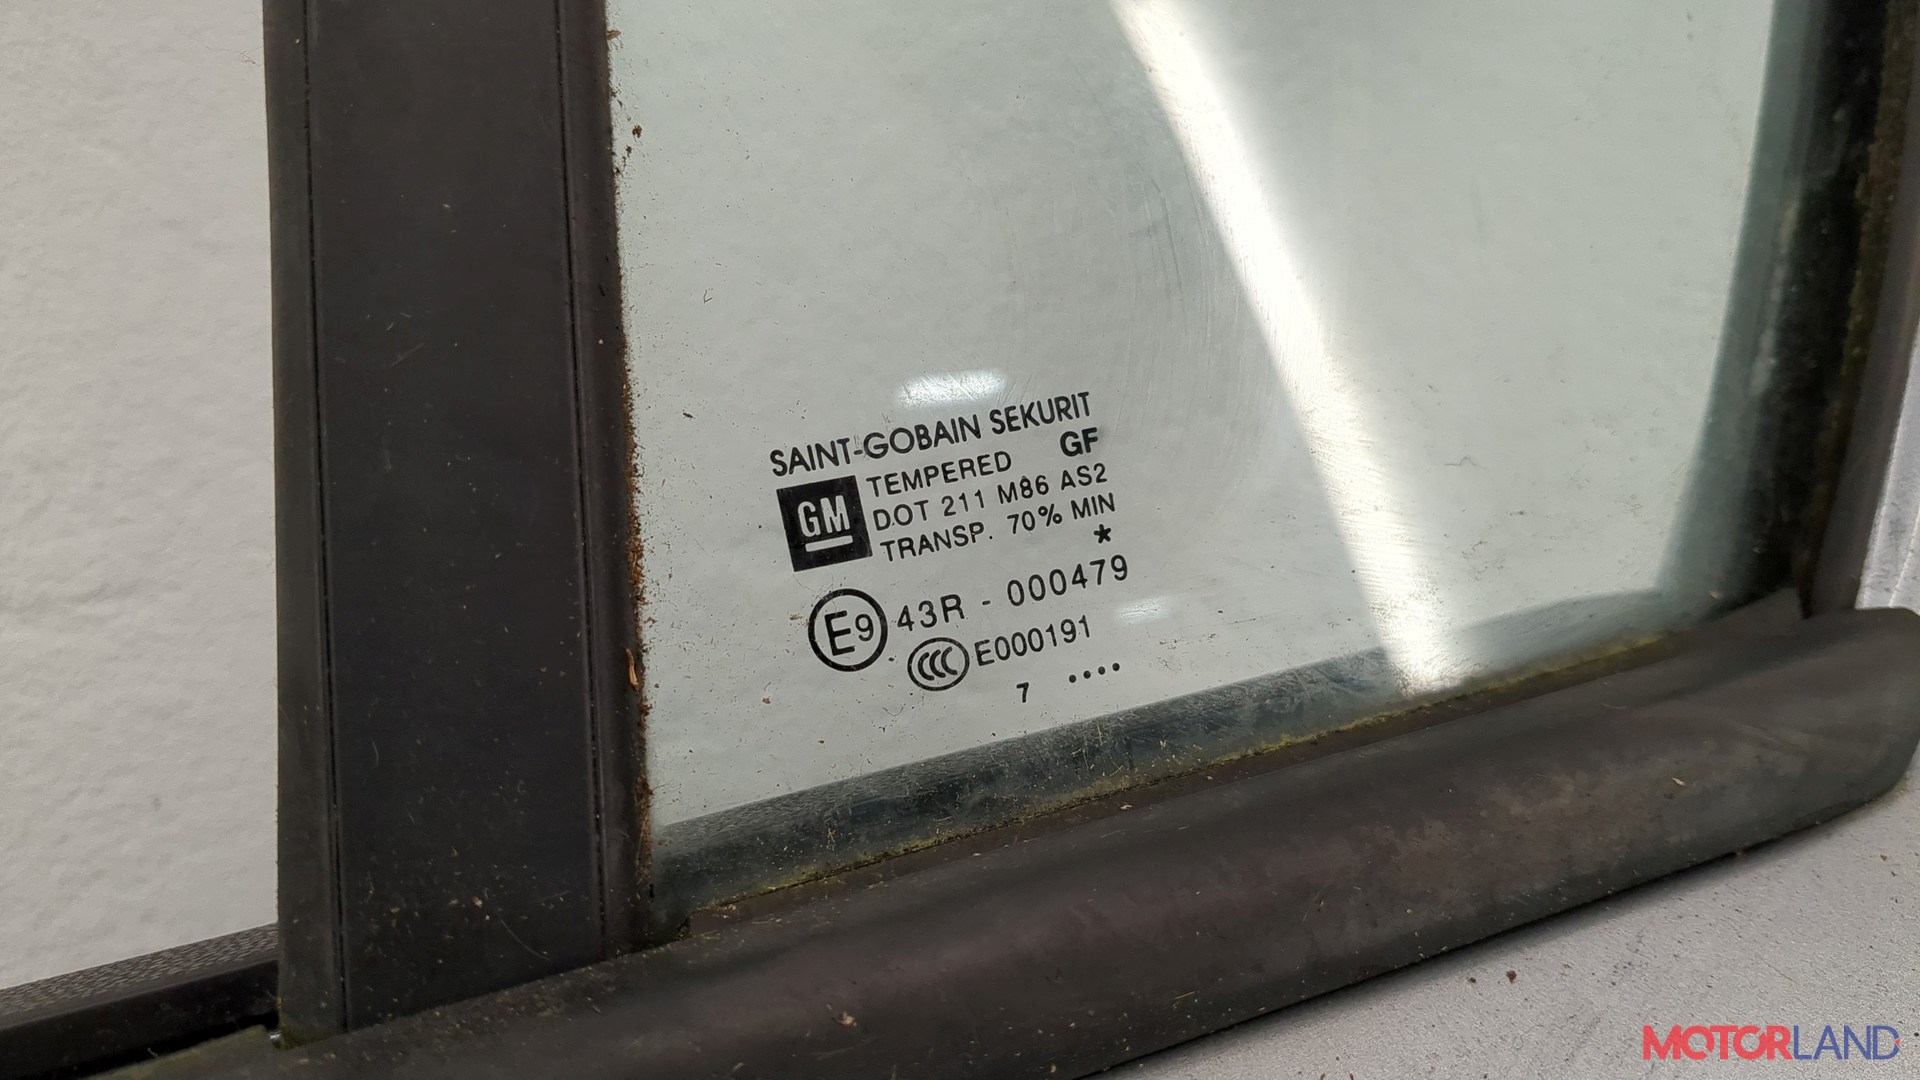 SAINT-GOBAIN SEKURIT
GF
GM
TEMPERED
DOT 211 M86 AS2
TRANSP. 70% MIN
*
E9 43R - 000479
CCC E000191
7 ....
MOTORLAND